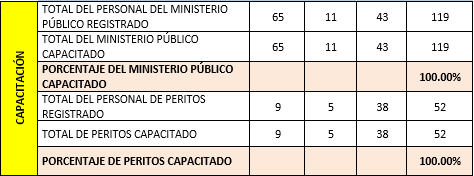 CAPACITACIÓN
TOTAL DEL PERSONAL DEL MINISTERIO
PÚBLICO REGISTRADO 65 11 43 119
TOTAL DEL MINISTERIO PÚBLICO
CAPACITADO 65 11 43 119
PORCENTAJE DEL MINISTERIO PÚBLICO
CAPACITADO 100.00%
TOTAL DEL PERSONAL DE PERITOS
REGISTRADO 9 5 38 52
TOTAL DE PERITOS CAPACITADO 9 5 38 52
PORCENTAJE DE PERITOS CAPACITADO 100.00%